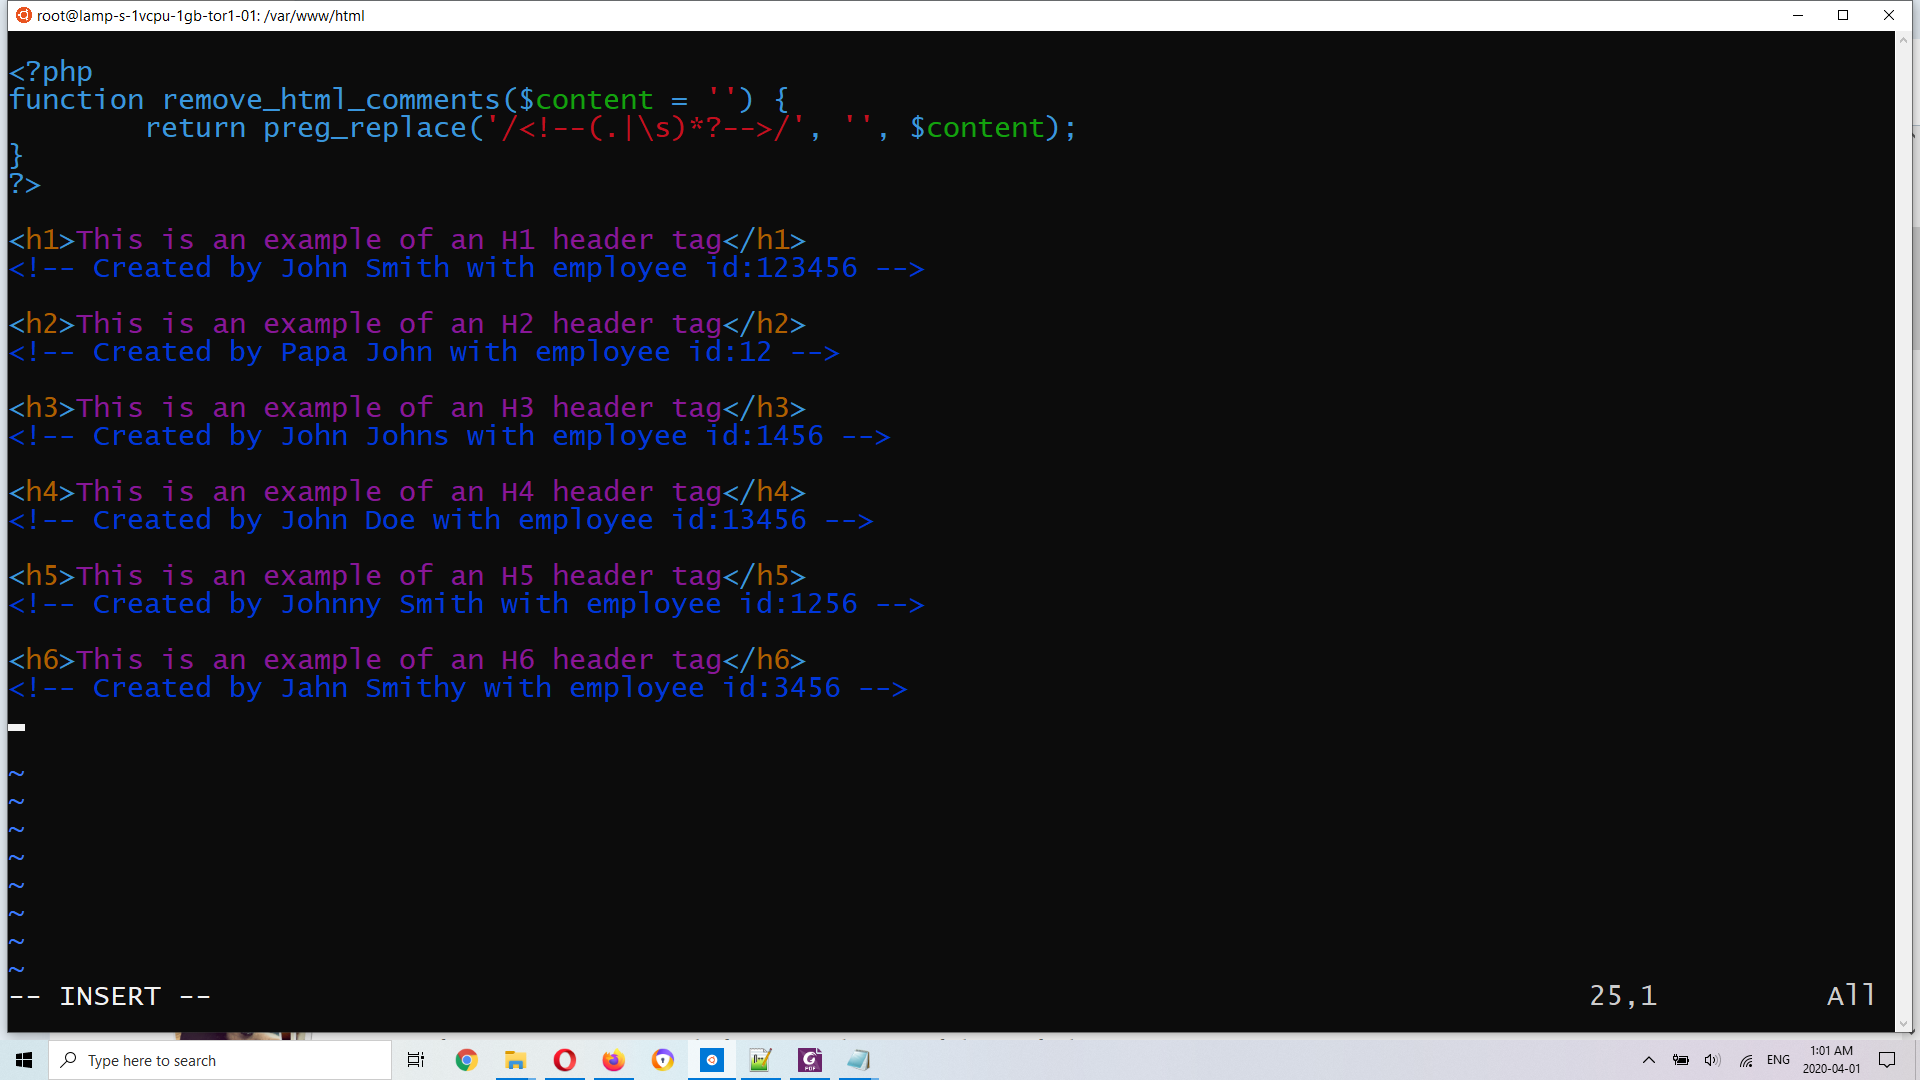 root@lamp-s-1vcpu-1gb-tor1-01: /var/www/html
<?php
function remove_html_comments($content = '') {
        return preg_replace('/<!--(.|\s)*?-->/', '', $content);
}
?>
<h1>This is an example of an H1 header tag</h1>
<!-- Created by John Smith with employee id:123456 -->
<h2>This is an example of an H2 header tag</h2>
<!-- Created by Papa John with employee id:12 -->
<h3>This is an example of an H3 header tag</h3>
<!-- Created by John Johns with employee id:1456 -->
<h4>This is an example of an H4 header tag</h4>
<!-- Created by John Doe with employee id:13456 -->
<h5>This is an example of an H5 header tag</h5>
<!-- Created by Johnny Smith with employee id:1256 -->
<h6>This is an example of an H6 header tag</h6>
<!-- Created by Jahn Smithy with employee id:3456 -->
~
~
~
~
~
~
~
~
-- INSERT -- 25,1 All
Type here to search ENG 1:01 AM
2020-04-01